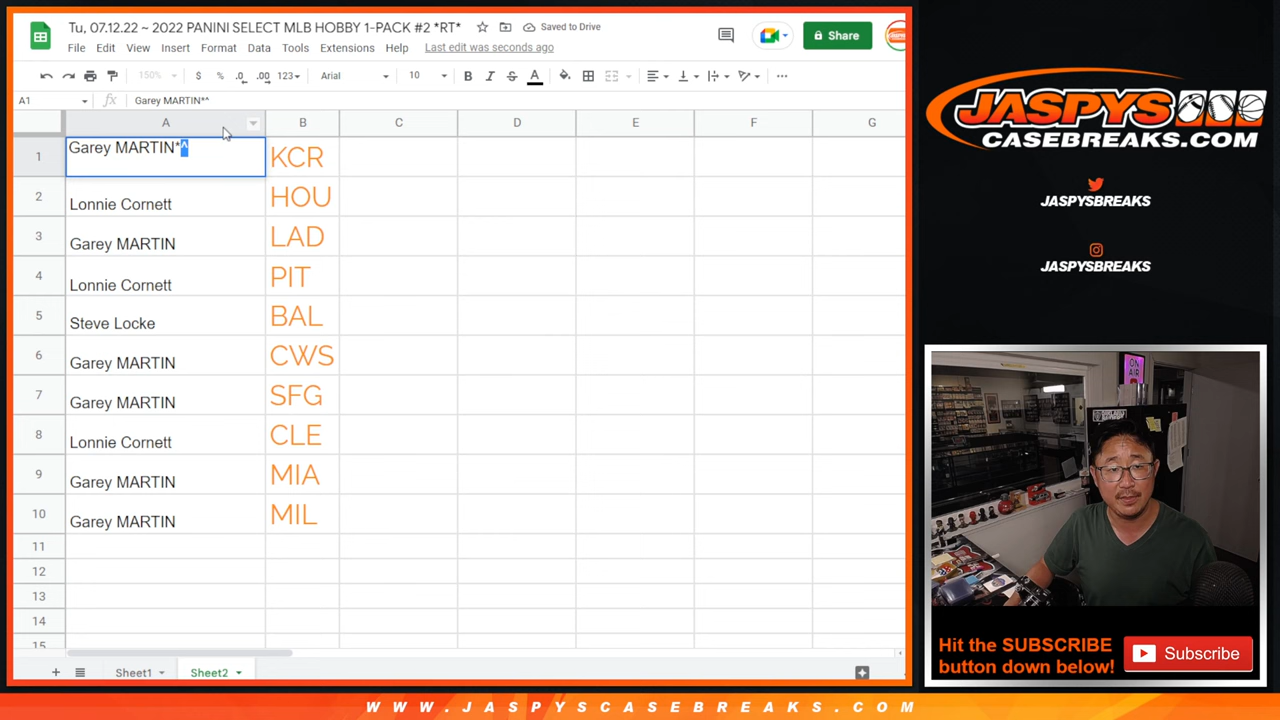 Tu, 07.12.22 ~ 2022 PANINI SELECT MLB HOBBY 1-PACK #2 *RT*
Saved to Drive
Share
File Edit View Insert Format Data Tools Extensions Help Last edit was seconds ago
150% $ % .0 .00 123 Arial 10 B I S A
A1 fx Garey MARTIN*^
A B C D E F G
1 Garey MARTIN*^ KCR
2 Lonnie Cornett HOU
3 Garey MARTIN LAD
4 Lonnie Cornett PIT
5 Steve Locke BAL
6 Garey MARTIN CWS
7 Garey MARTIN SFG
8 Lonnie Cornett CLE
9 Garey MARTIN MIA
10 Garey MARTIN MIL
11
12
13
14
15
Sheet1 Sheet2
JASPYS
CASEBREAKS.COM
JASPYSBREAKS
JASPYSBREAKS
ON AIR
Hit the SUBSCRIBE
button down below!
Subscribe
WWW.JASPYSCASEBREAKS.COM